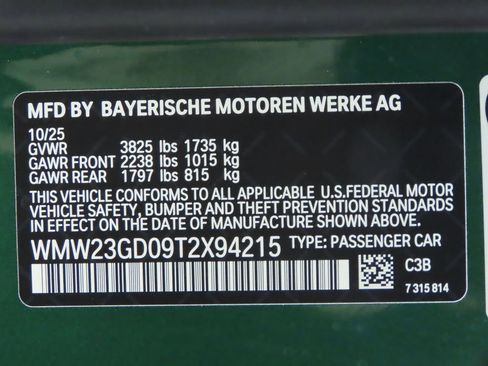 MFD BY BAYERISCHE MOTOREN WERKE AG
10/25
GVWR 3825 lbs 1735 kg
GAWR FRONT 2238 lbs 1015 kg
GAWR REAR 1797 lbs 815 kg
THIS VEHICLE CONFORMS TO ALL APPLICABLE U.S.FEDERAL MOTOR
VEHICLE SAFETY, BUMPER AND THEFT PREVENTION STANDARDS
IN EFFECT ON THE DATE OF MANUFACTURE SHOWN ABOVE.
WMW23GD09T2X94215 TYPE: PASSENGER CAR
C3B
7 315 814